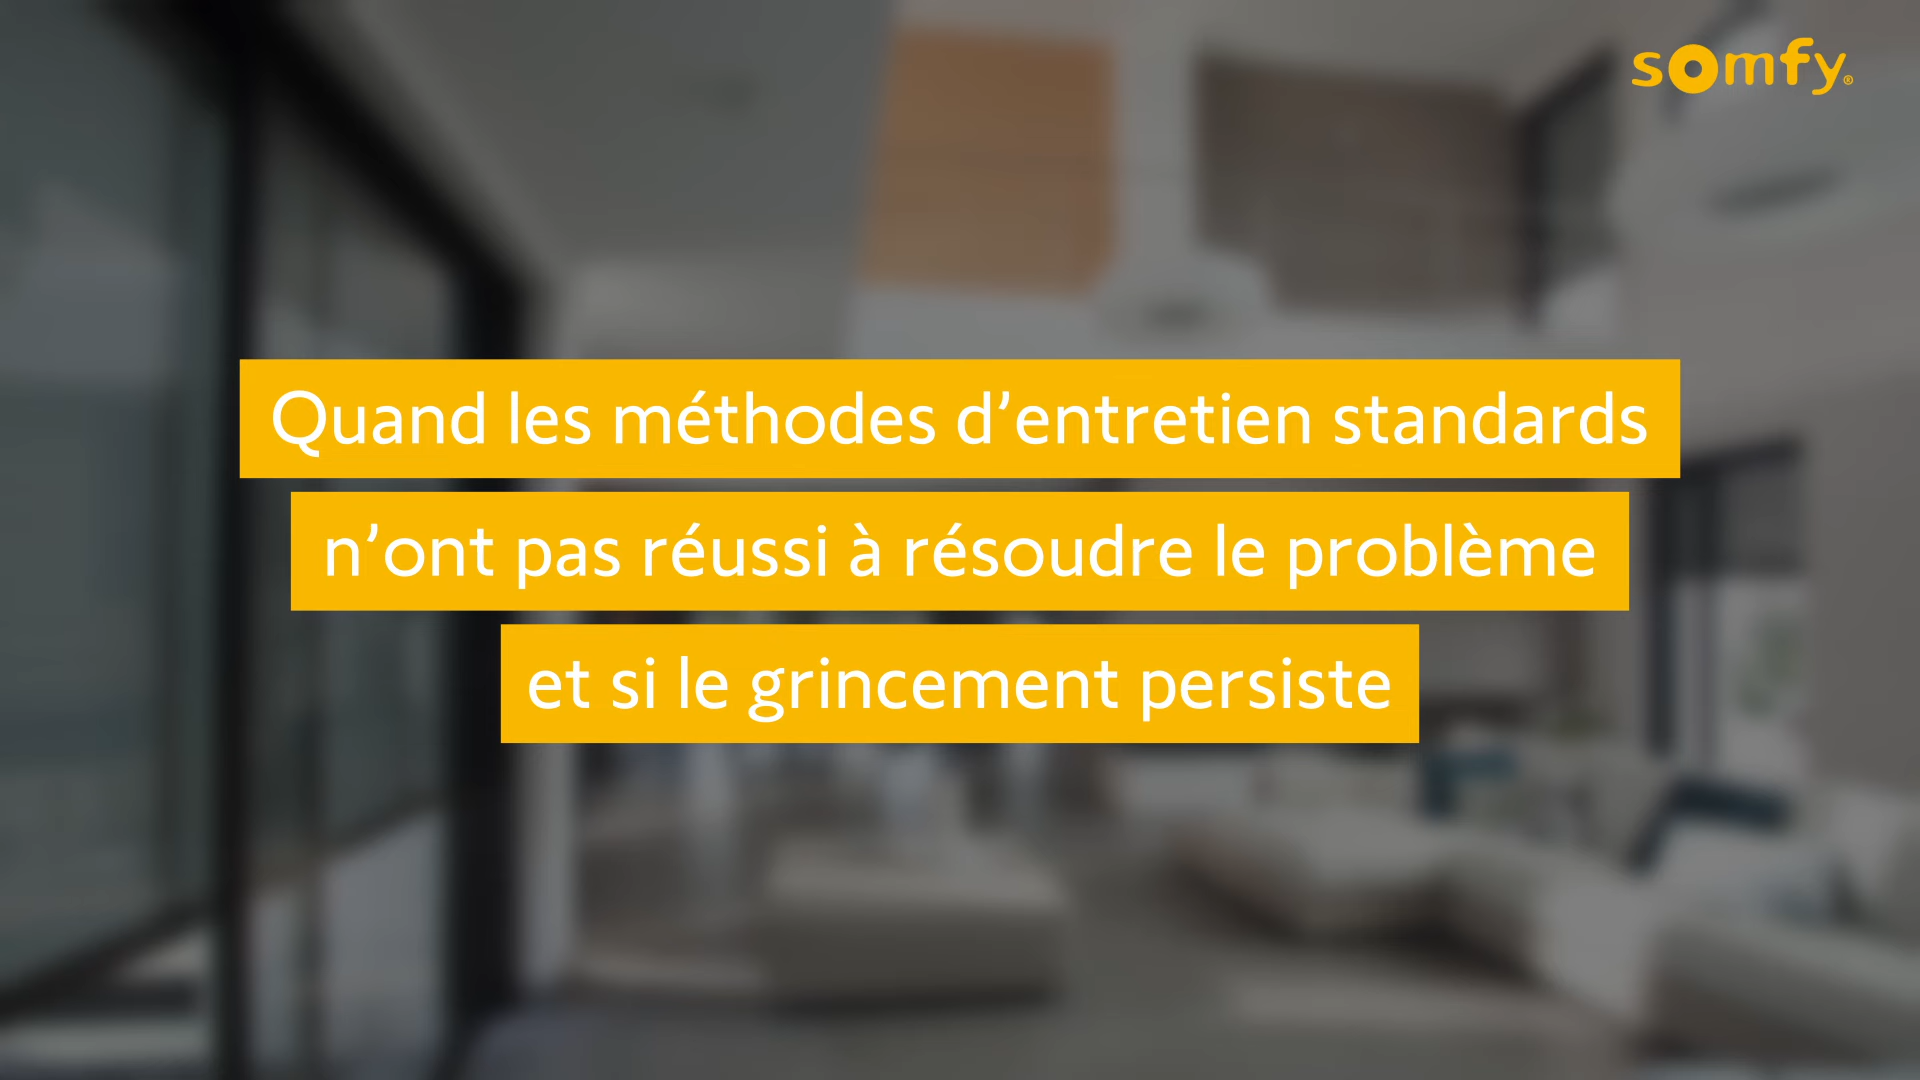 somfy®
Quand les méthodes d’entretien standards
n’ont pas réussi à résoudre le problème
et si le grincement persiste